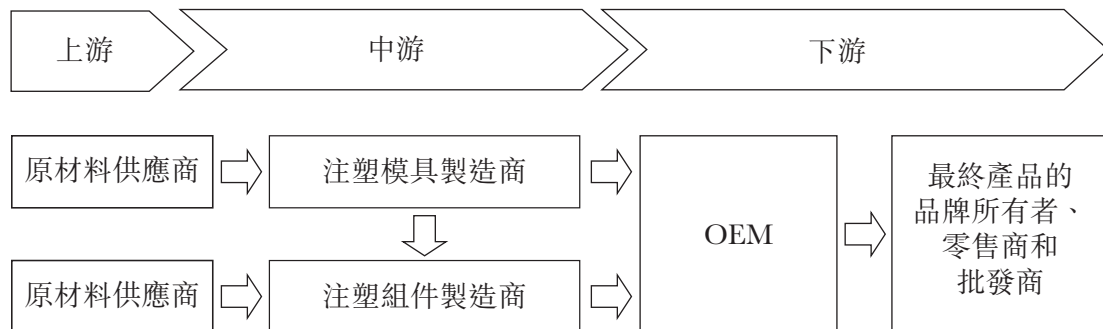 上游
中游
下游
原材料供應商
注塑模具製造商
原材料供應商
注塑組件製造商
OEM
最終產品的
品牌所有者、
零售商和
批發商